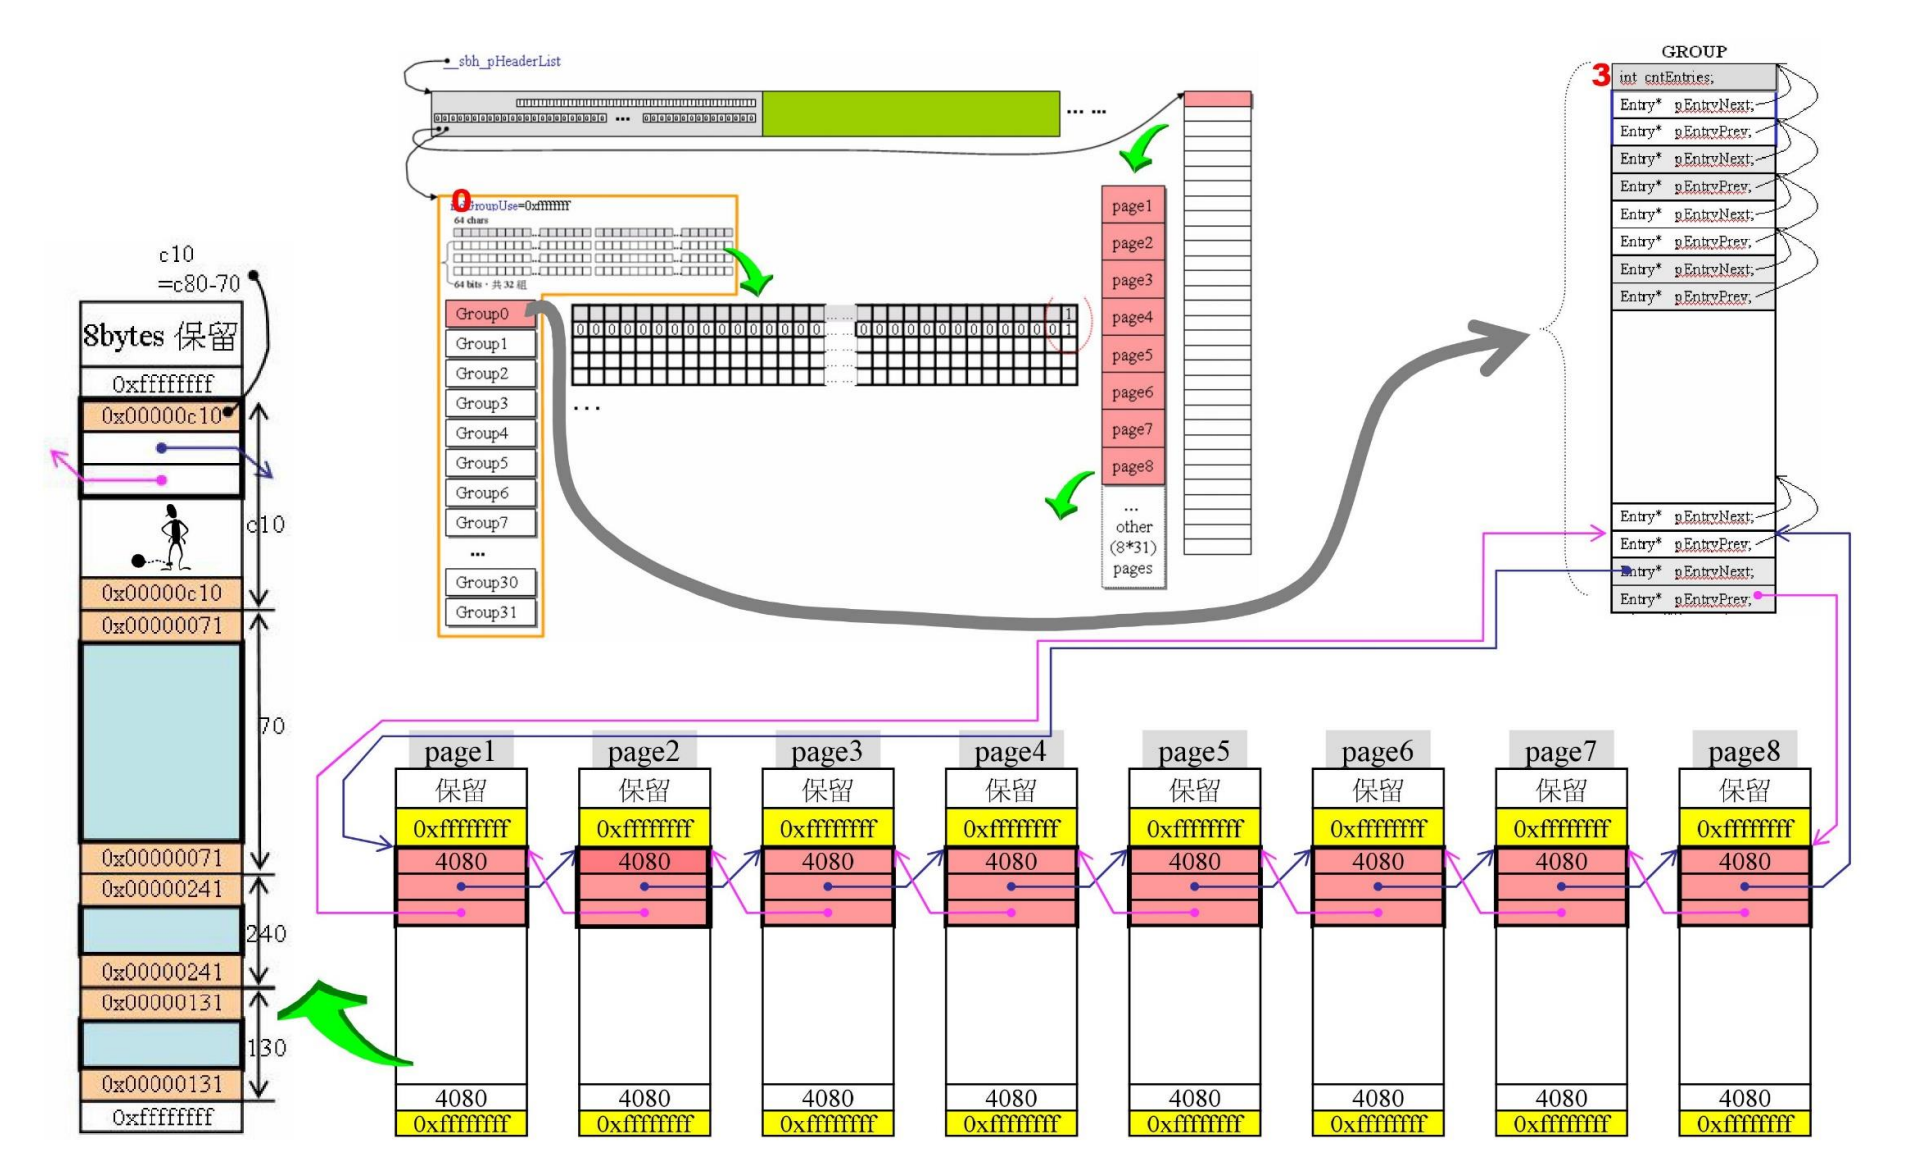 c10
=c80-70
8bytes 保留
0xffffffff
0x00000c10
c10
0x00000c10
0x00000071
70
0x00000071
0x00000241
240
0x00000241
0x00000131
130
0x00000131
0xffffffff
__sbh_pHeaderList
... ...
0
GroupUse=0xffffffff
64 chars
64 bits，共 32 組
Group0
Group1
Group2
Group3
Group4
Group5
Group6
Group7
...
Group30
Group31
1
0 0 0 0 0 0 0 0 0 0 0 0 0 0 0 0 ... 0 0 0 0 0 0 0 0 0 0 0 0 0 1
...
page1
page2
page3
page4
page5
page6
page7
page8
...
other
(8*31)
pages
GROUP
3
int cntEntries;
Entry* pEntryNext;
Entry* pEntryPrev;
Entry* pEntryNext;
Entry* pEntryPrev;
Entry* pEntryNext;
Entry* pEntryPrev;
Entry* pEntryNext;
Entry* pEntryPrev;
Entry* pEntryNext;
Entry* pEntryPrev;
Entry* pEntryNext;
Entry* pEntryPrev;
page1 page2 page3 page4 page5 page6 page7 page8
保留 保留 保留 保留 保留 保留 保留 保留
0xffffffff 0xffffffff 0xffffffff 0xffffffff 0xffffffff 0xffffffff 0xffffffff 0xffffffff
4080 4080 4080 4080 4080 4080 4080 4080
4080 4080 4080 4080 4080 4080 4080 4080
0xffffffff 0xffffffff 0xffffffff 0xffffffff 0xffffffff 0xffffffff 0xffffffff 0xffffffff